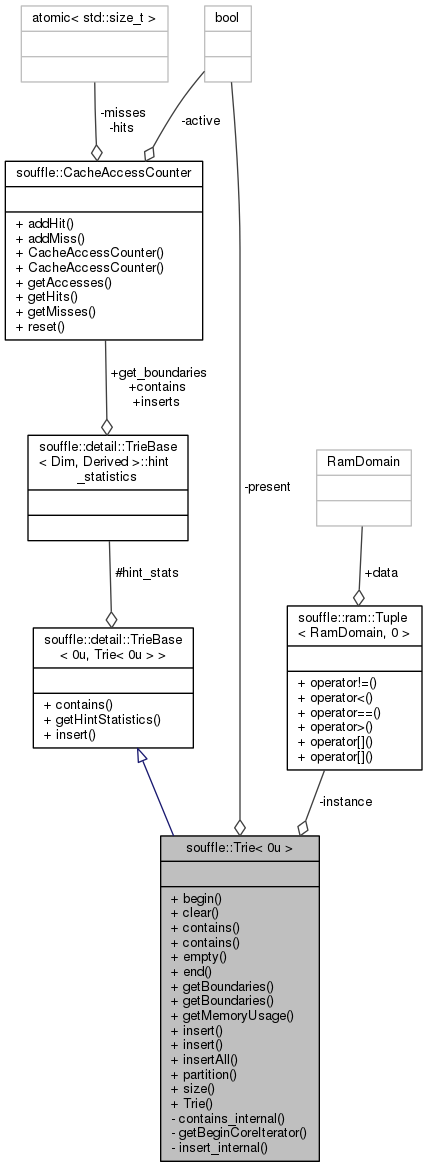 atomic< std::size_t >
bool
-misses
-hits
-active
souffle::CacheAccessCounter
+ addHit()
+ addMiss()
+ CacheAccessCounter()
+ CacheAccessCounter()
+ getAccesses()
+ getHits()
+ getMisses()
+ reset()
+get_boundaries
+contains
+inserts
souffle::detail::TrieBase
< Dim, Derived >::hint
_statistics
RamDomain
-present
#hint_stats
+data
souffle::ram::Tuple
< RamDomain, 0 >
+ operator!=()
+ operator<()
+ operator==()
+ operator>()
+ operator[]()
+ operator[]()
souffle::detail::TrieBase
< 0u, Trie< 0u > >
+ contains()
+ getHintStatistics()
+ insert()
-instance
souffle::Trie< 0u >
+ begin()
+ clear()
+ contains()
+ contains()
+ empty()
+ end()
+ getBoundaries()
+ getBoundaries()
+ getMemoryUsage()
+ insert()
+ insert()
+ insertAll()
+ partition()
+ size()
+ Trie()
- contains_internal()
- getBeginCoreIterator()
- insert_internal()